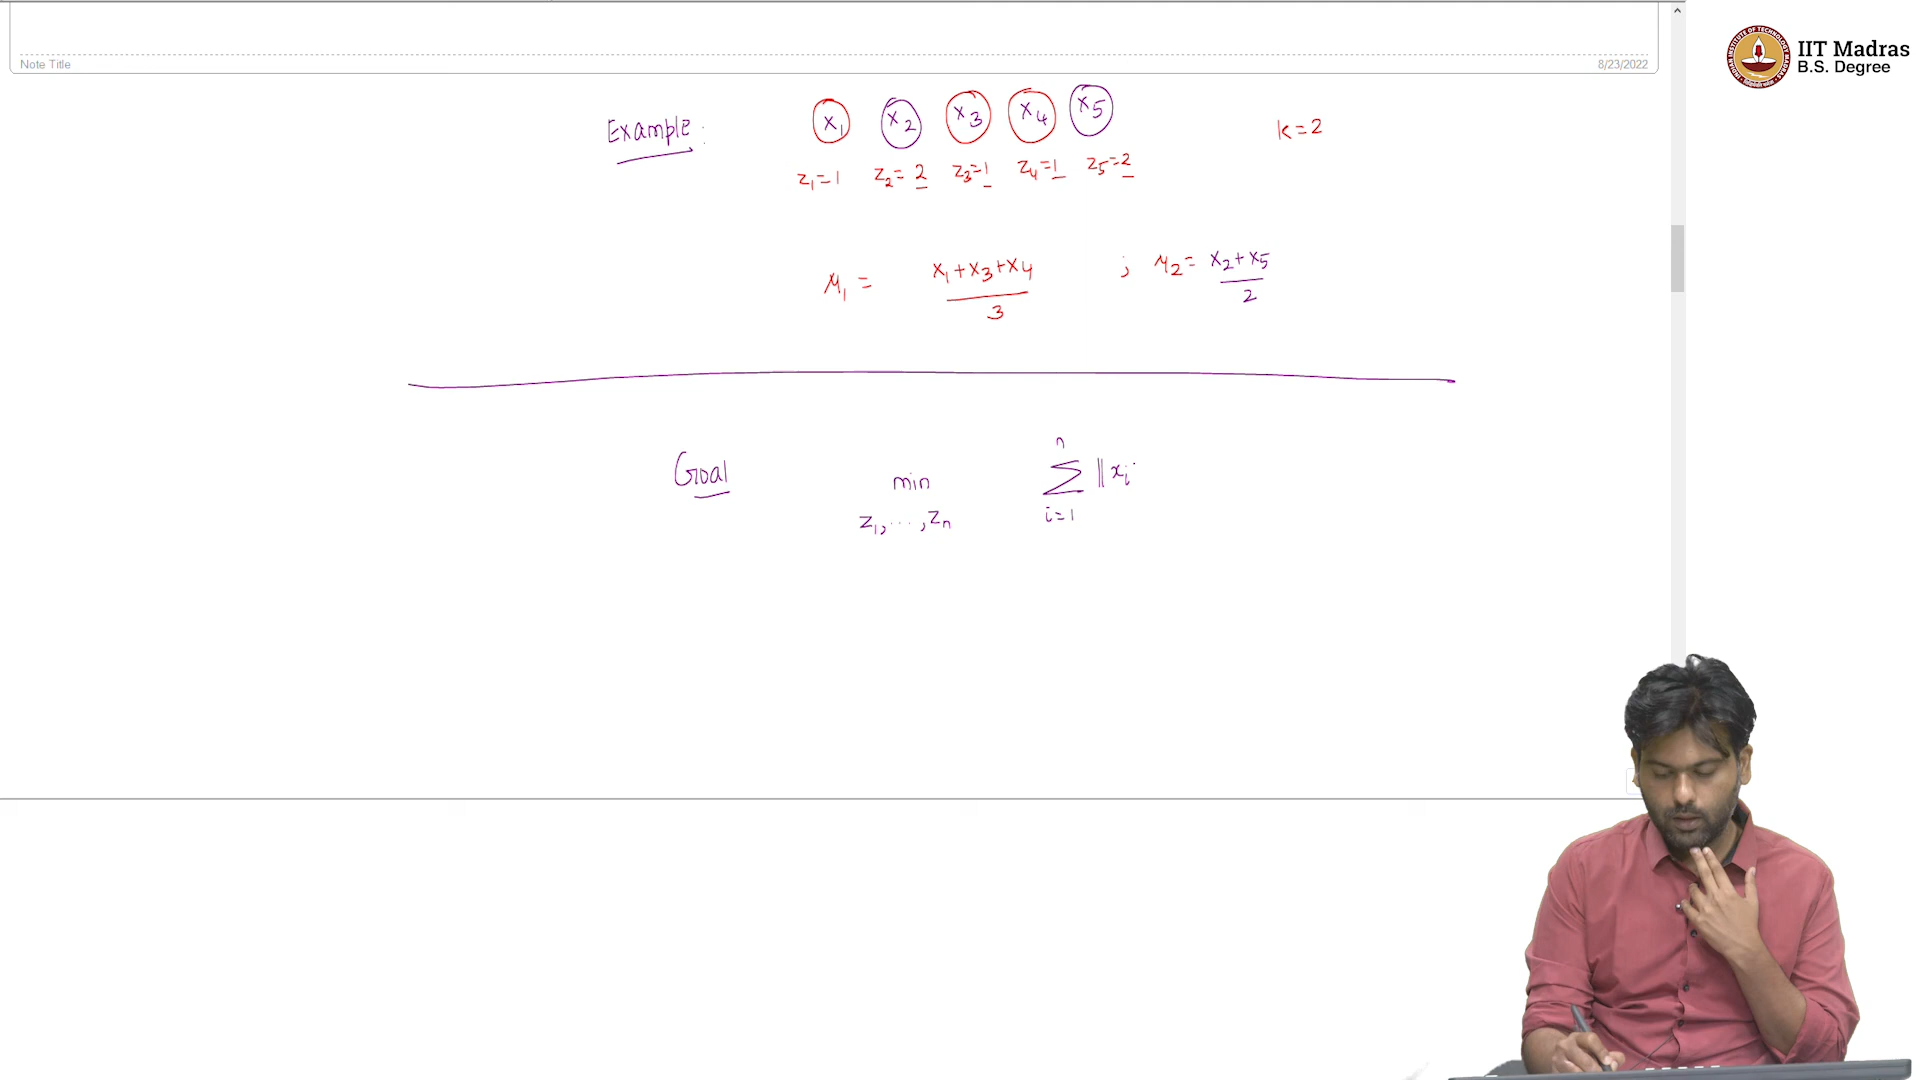 Note Title
8/23/2022
IIT Madras
B.S. Degree
Example: x₁ x₂ x₃ x₄ x₅ k=2
z₁=1 z₂=2 z₃=1 z₄=1 z₅=2
μ₁ = (x₁+x₃+x₄)/3 ; μ₂ = (x₂+x₅)/2
Goal min z₁,...,zₙ ∑ i=1 n ||xᵢ